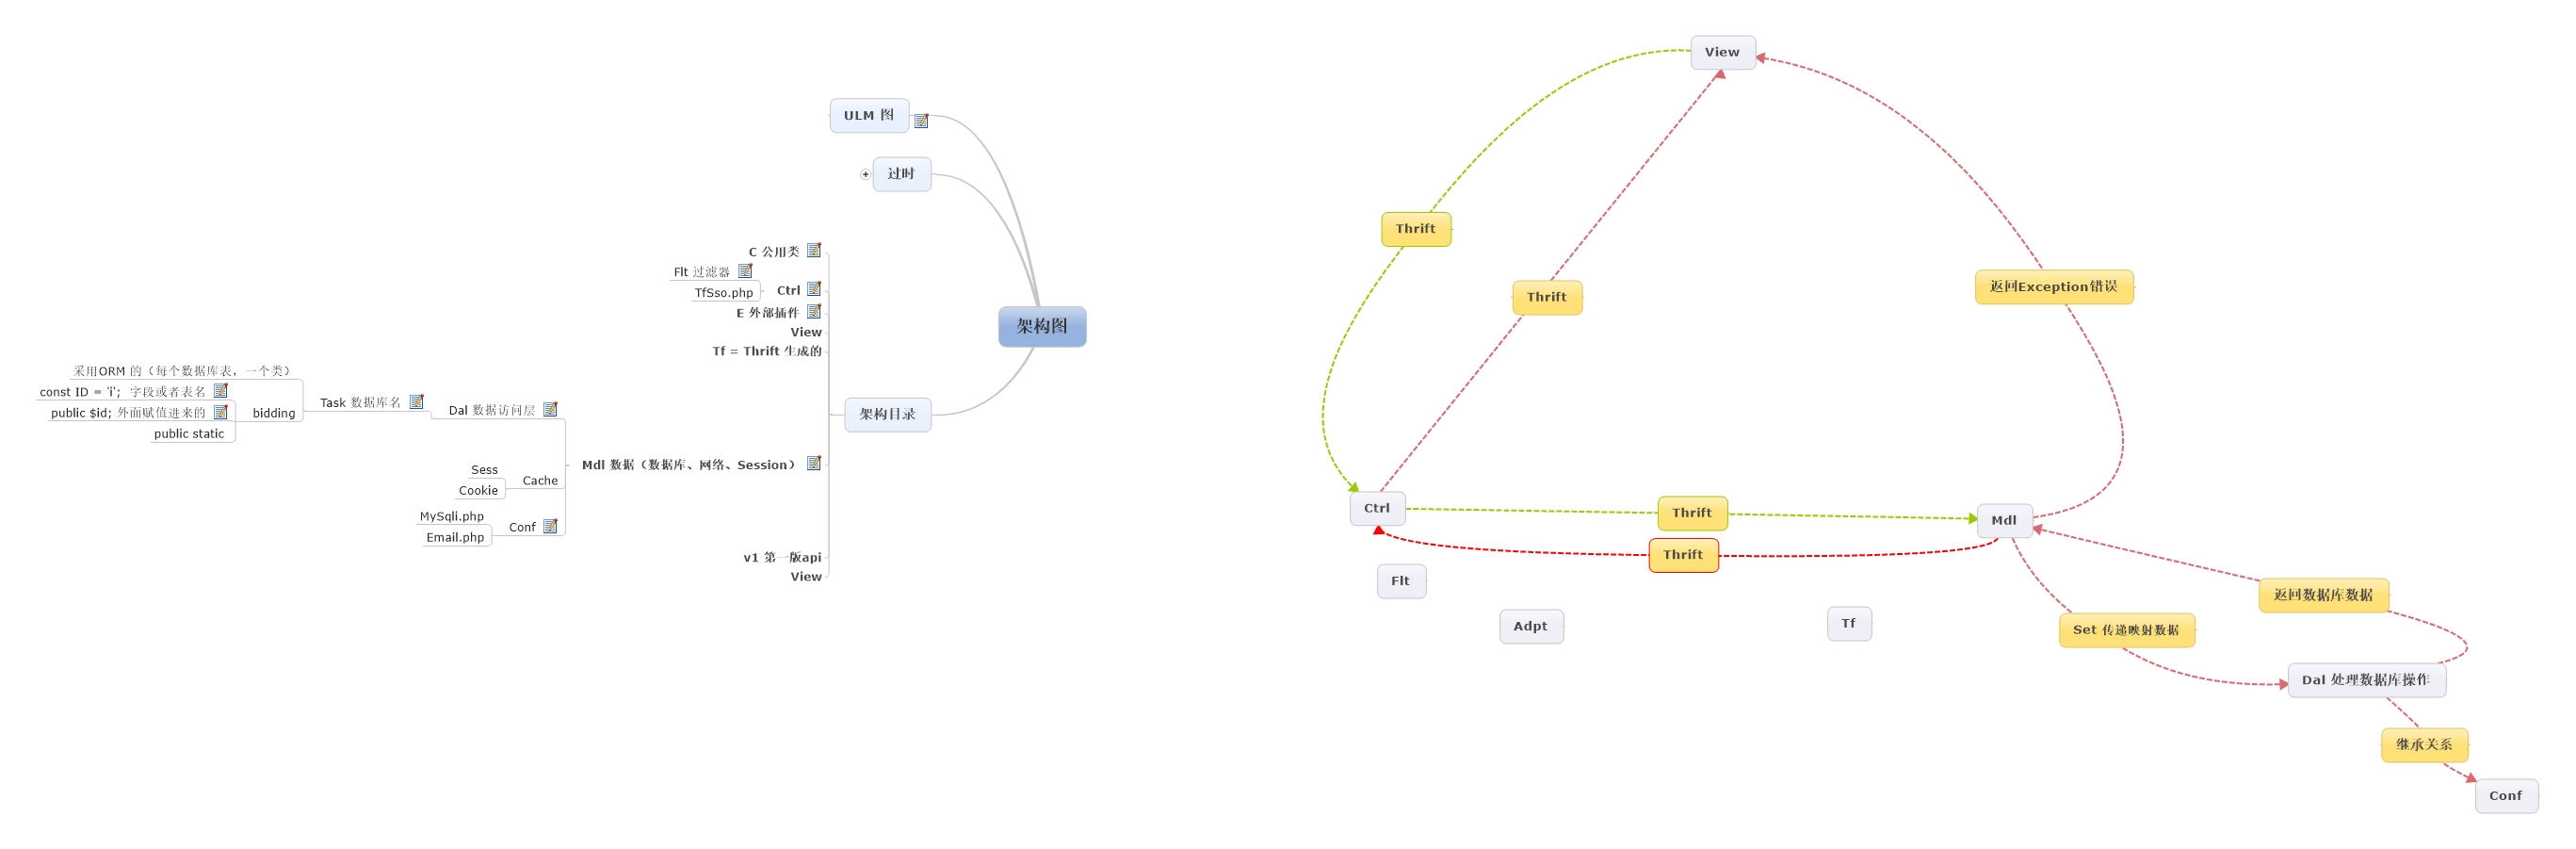 ULM 图
过时
C 公用类
Flt 过滤器
TfSso.php
Ctrl
E 外部插件
View
Tf = Thrift 生成的
架构图
架构目录
采用ORM 的（每个数据库表，一个类）
const ID = 'i'; 字段或者表名
public $id; 外面赋值进来的
public static
bidding
Task 数据库名
Dal 数据访问层
Mdl 数据（数据库、网络、Session）
Sess
Cookie
Cache
MySqli.php
Email.php
Conf
v1 第一版api
View
View
Thrift
Thrift
返回Exception错误
Ctrl
Thrift
Mdl
Thrift
Flt
Adpt
Tf
返回数据库数据
Set 传递映射数据
Dal 处理数据库操作
继承关系
Conf